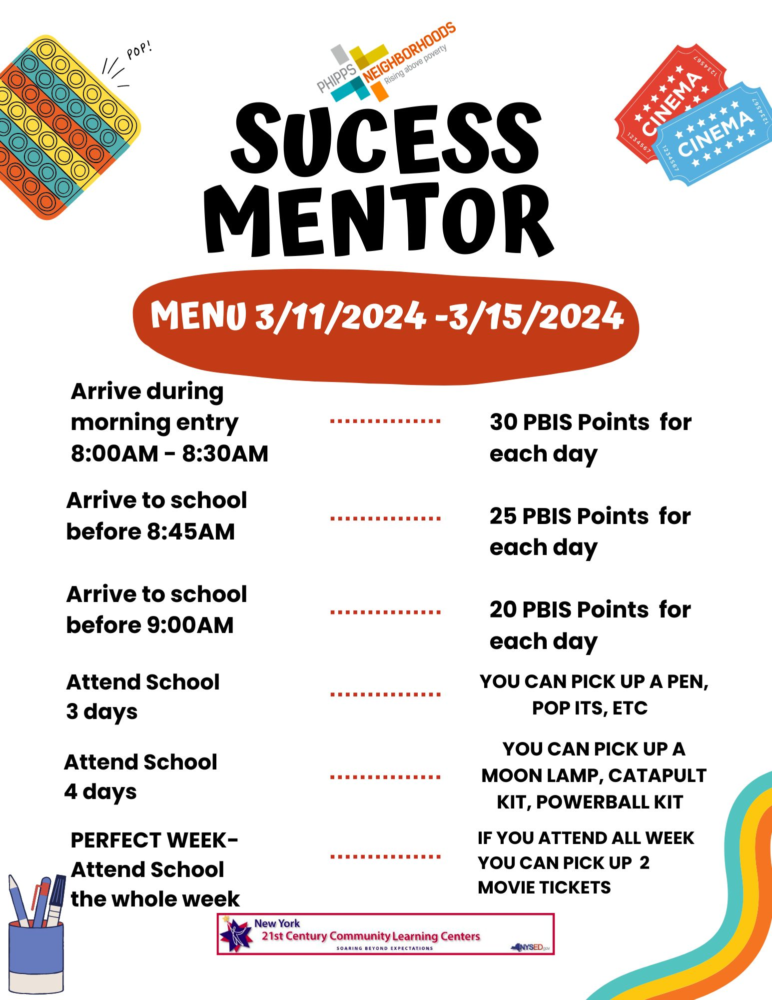 POP!
PHIPPS
NEIGHBORHOODS
Rising above poverty
CINEMA
1234567
1234567
CINEMA
1234567
1234567
SUCESS
MENTOR
MENU 3/11/2024 -3/15/2024
Arrive during
morning entry
8:00AM - 8:30AM
30 PBIS Points for
each day
Arrive to school
before 8:45AM
25 PBIS Points for
each day
Arrive to school
before 9:00AM
20 PBIS Points for
each day
Attend School
3 days
YOU CAN PICK UP A PEN,
POP ITS, ETC
Attend School
4 days
YOU CAN PICK UP A
MOON LAMP, CATAPULT
KIT, POWERBALL KIT
PERFECT WEEK-
Attend School
the whole week
IF YOU ATTEND ALL WEEK
YOU CAN PICK UP 2
MOVIE TICKETS
New York
21st Century Community Learning Centers
SOARING BEYOND EXPECTATIONS
NYSED.gov